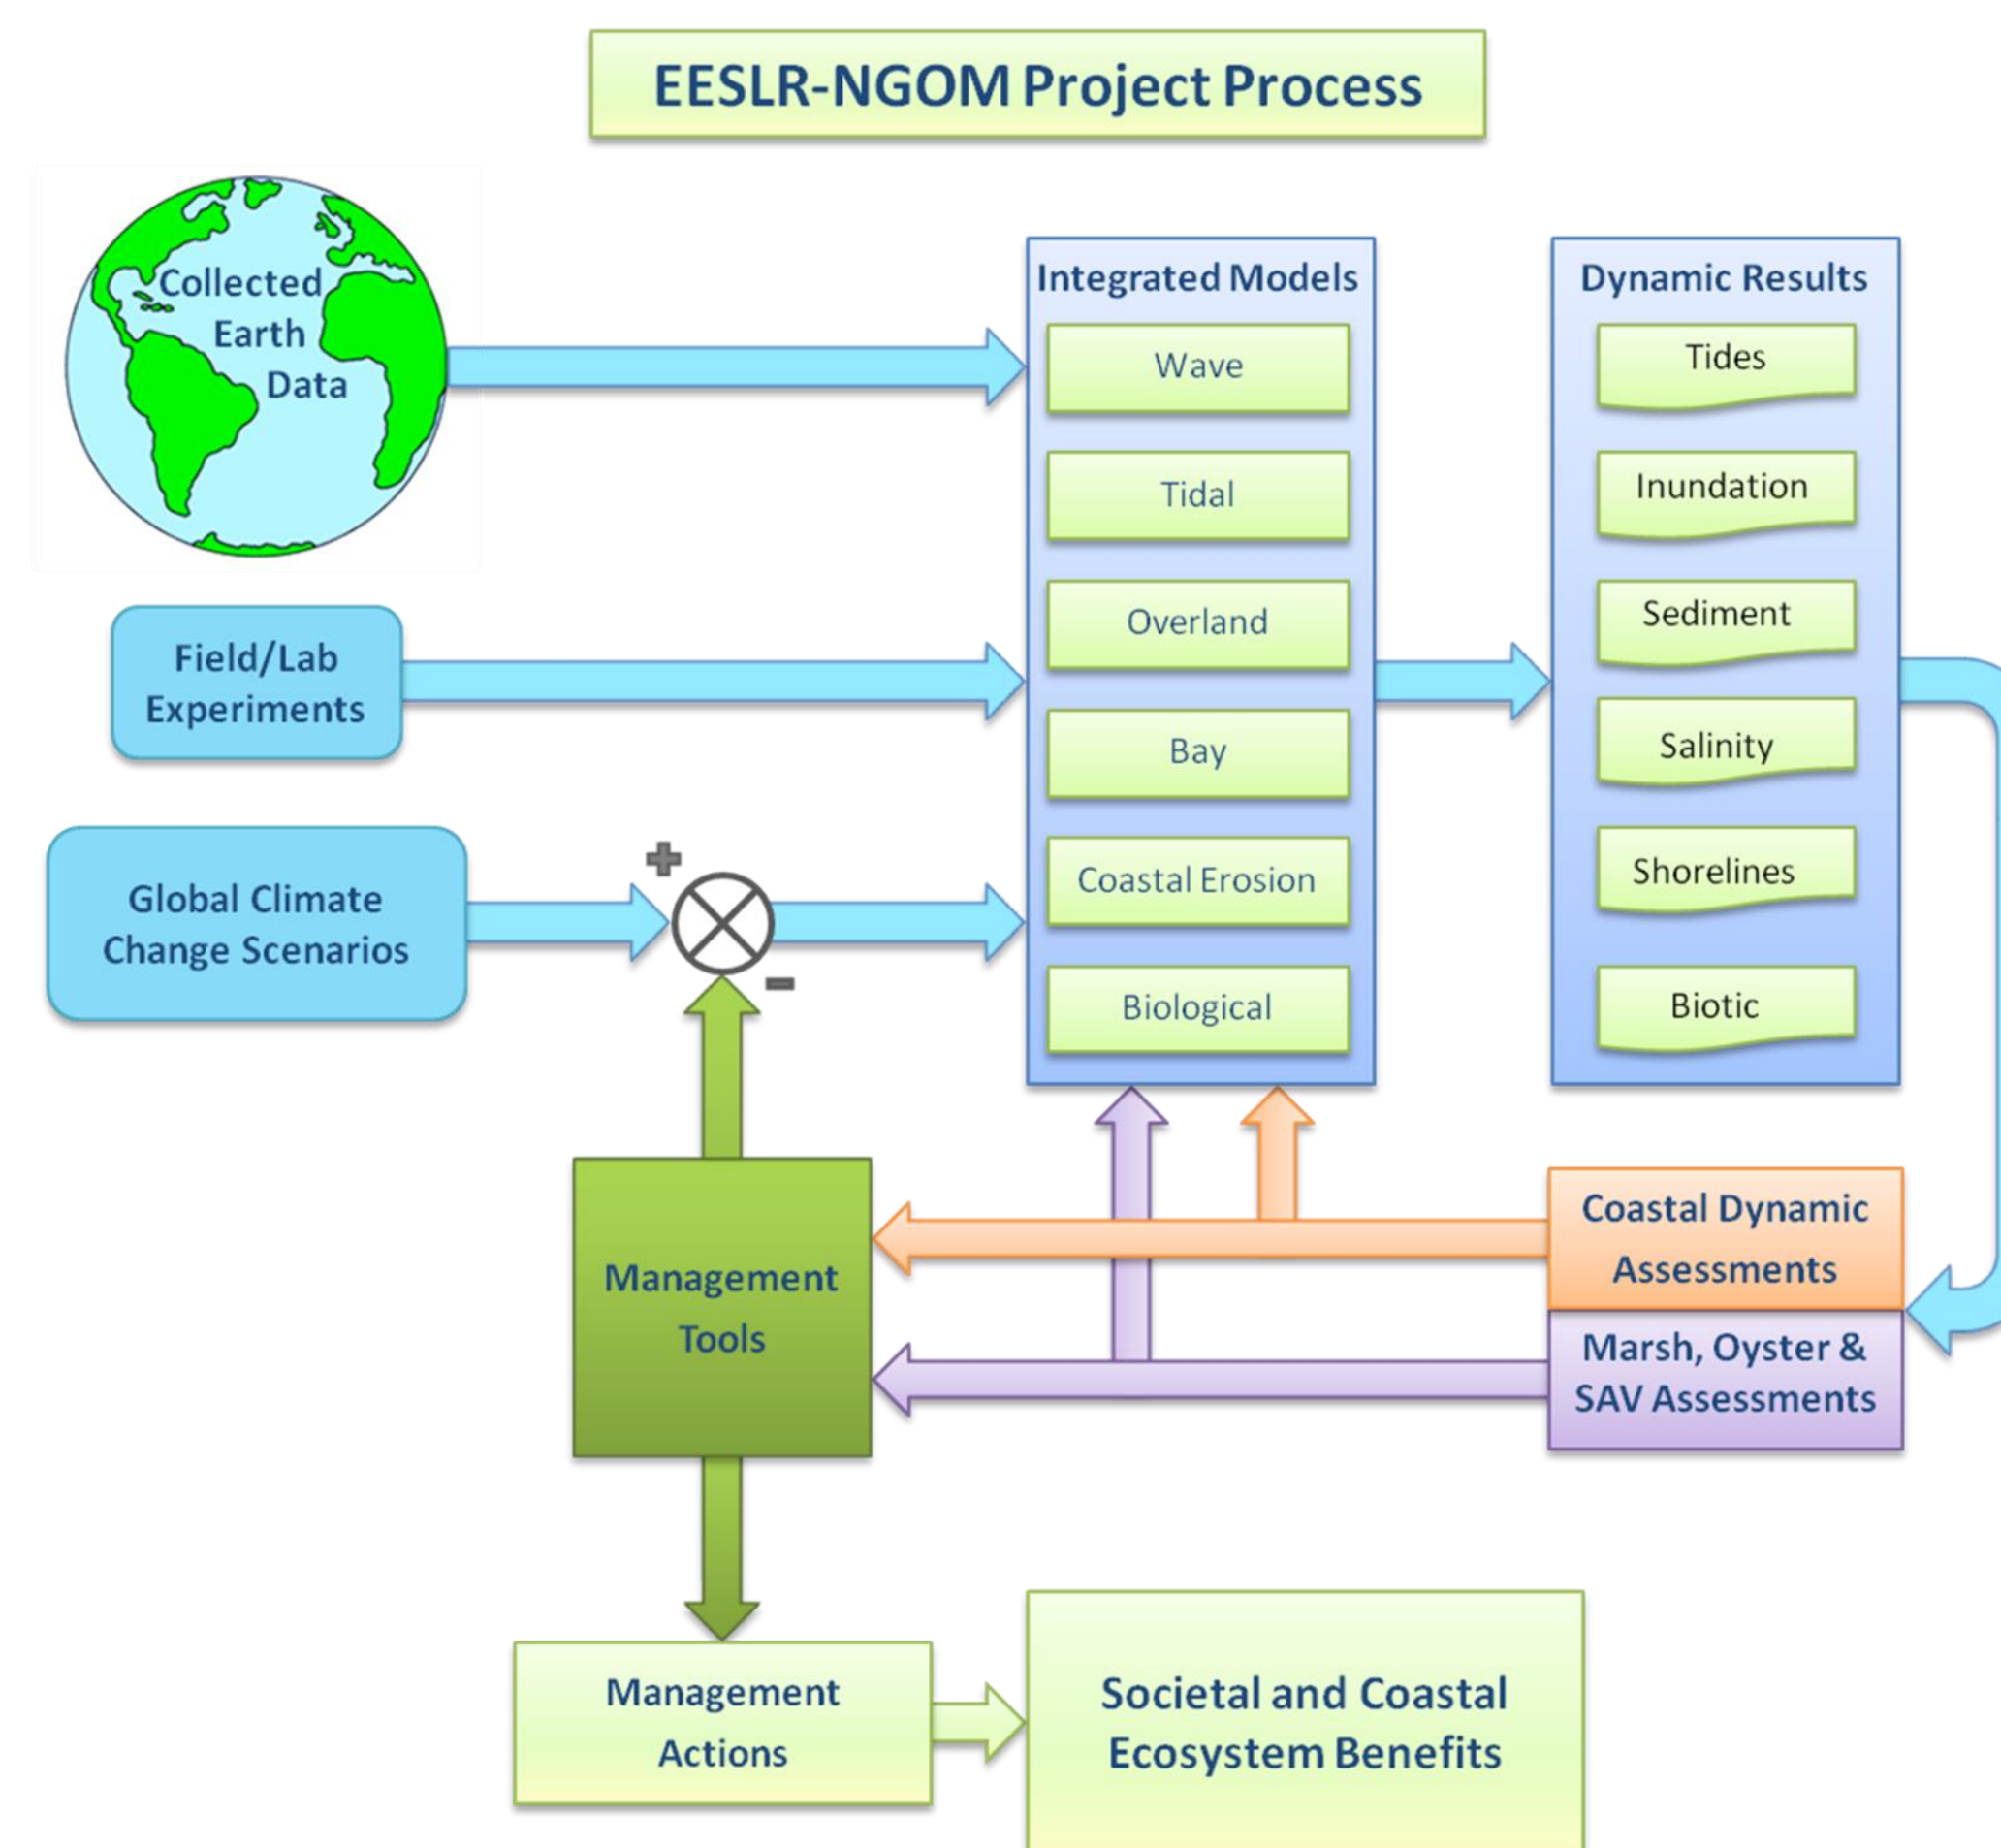 EESLR-NGOM Project Process
Collected
Earth
Data
Field/Lab
Experiments
Global Climate
Change Scenarios
+
-
Integrated Models
Wave
Tidal
Overland
Bay
Coastal Erosion
Biological
Dynamic Results
Tides
Inundation
Sediment
Salinity
Shorelines
Biotic
Coastal Dynamic
Assessments
Marsh, Oyster &
SAV Assessments
Management
Tools
Management
Actions
Societal and Coastal
Ecosystem Benefits